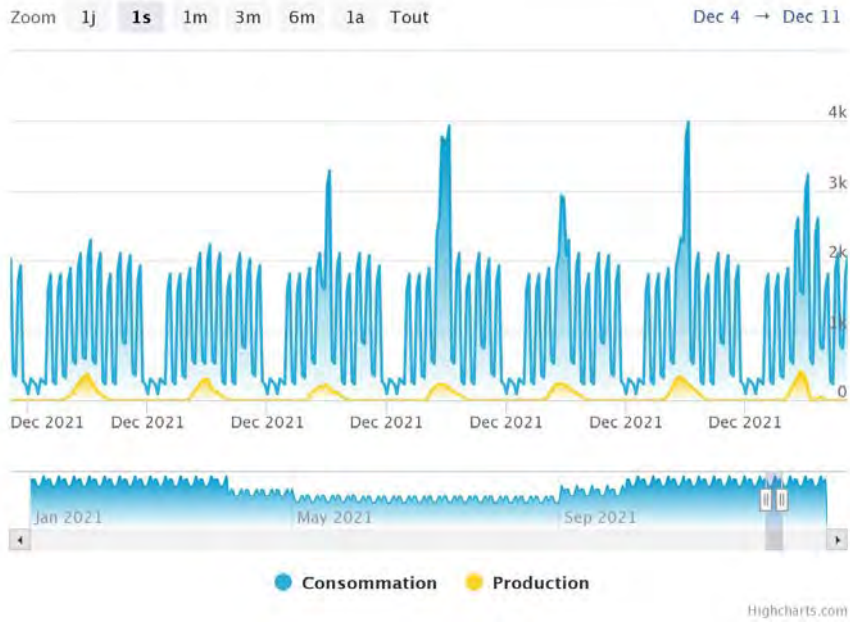 Zoom 1j 1s 1m 3m 6m 1a Tout Dec 4 → Dec 11
4k
3k
2k
1k
0
Dec 2021 Dec 2021 Dec 2021 Dec 2021 Dec 2021 Dec 2021 Dec 2021
Jan 2021 May 2021 Sep 2021
Consommation Production
Highcharts.com